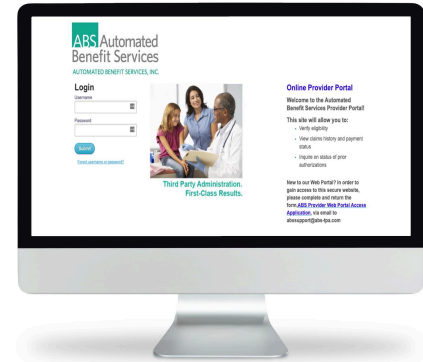 ABS Automated
Benefit Services
AUTOMATED BENEFIT SERVICES, INC.
Login
Username
Password
Submit
Forgot username or password?
Third Party Administration.
First-Class Results.
Online Provider Portal
Welcome to the Automated
Benefit Services Provider Portal!
This site will allow you to:
• Verify eligibility
• View claims history and payment
status
• Inquire on status of prior
authorizations
New to our Web Portal? In order to
gain access to this secure website,
please complete and return the
form, ABS Provider Web Portal Access
Application, via email to
abssupport@abs-tpa.com